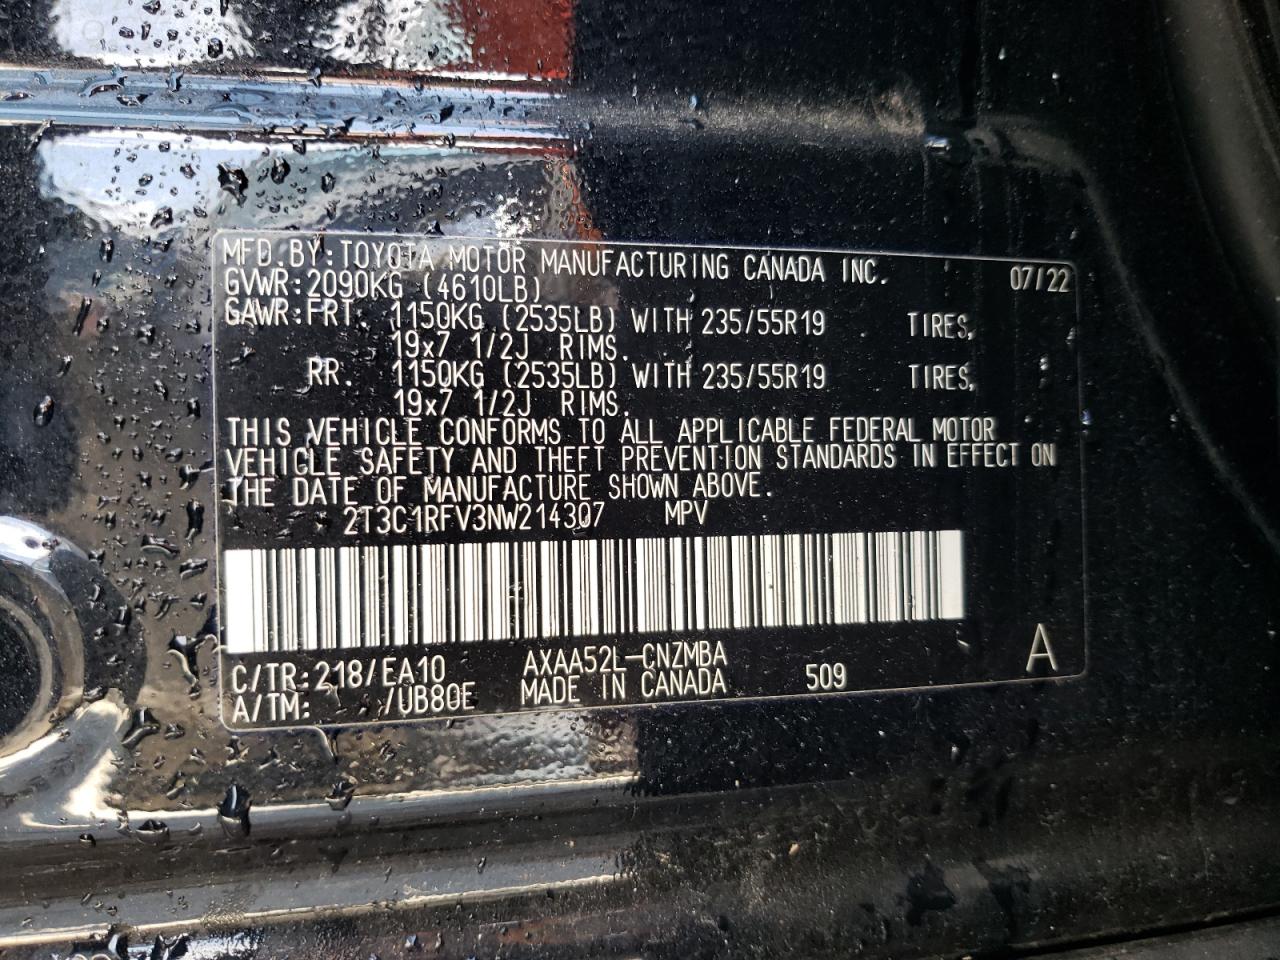 MFD.BY:TOYOTA MOTOR MANUFACTURING CANADA INC. 07/22
GVWR:2090KG (4610LB)
GAWR:FRT 1150KG (2535LB) WITH 235/55R19 TIRES,
19x7 1/2J RIMS.
RR. 1150KG (2535LB) WITH 235/55R19 TIRES,
19x7 1/2J RIMS.
THIS VEHICLE CONFORMS TO ALL APPLICABLE FEDERAL MOTOR
VEHICLE SAFETY AND THEFT PREVENTION STANDARDS IN EFFECT ON
THE DATE OF MANUFACTURE SHOWN ABOVE.
2T3C1RFV3NW214307 MPV
C/TR:218/EA10 AXAA52L-CNZMBA 509 A
A/TM: /UB80E MADE IN CANADA